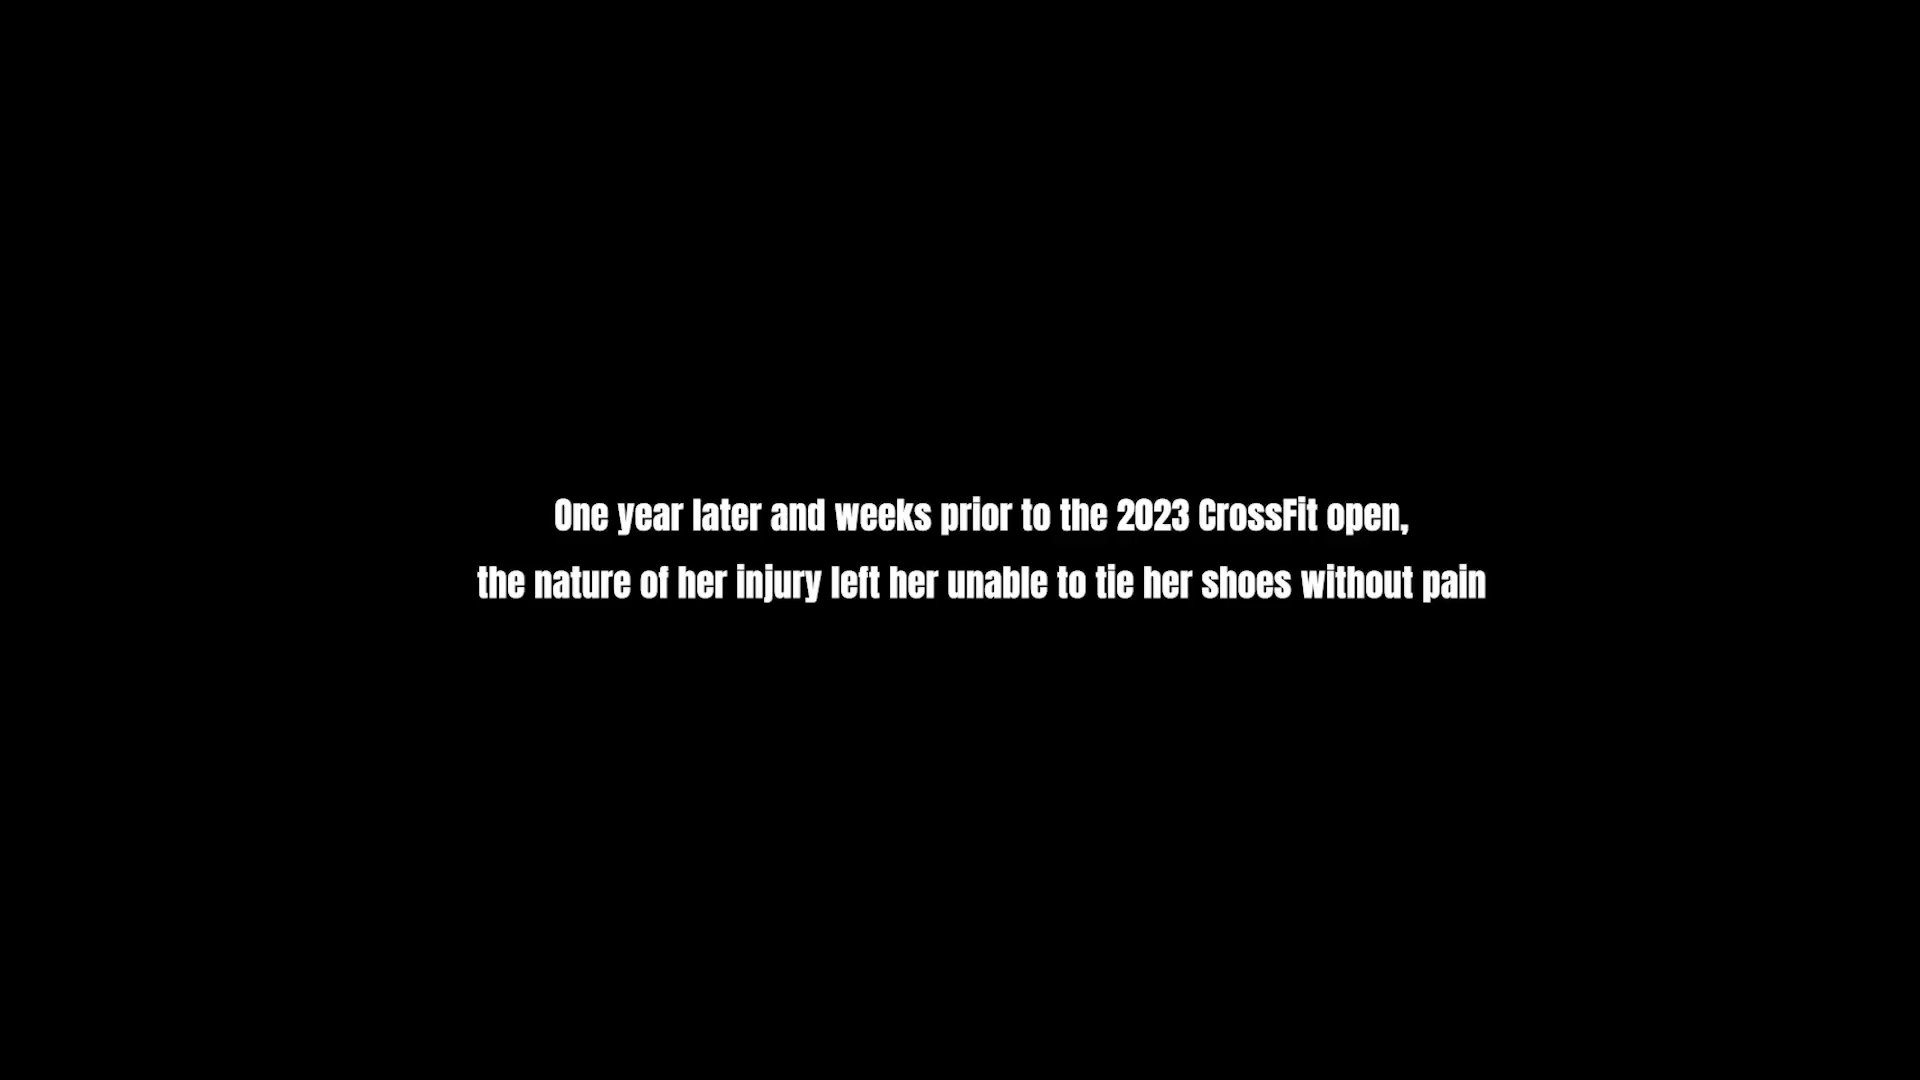 One year later and weeks prior to the 2023 CrossFit open,
the nature of her injury left her unable to tie her shoes without pain